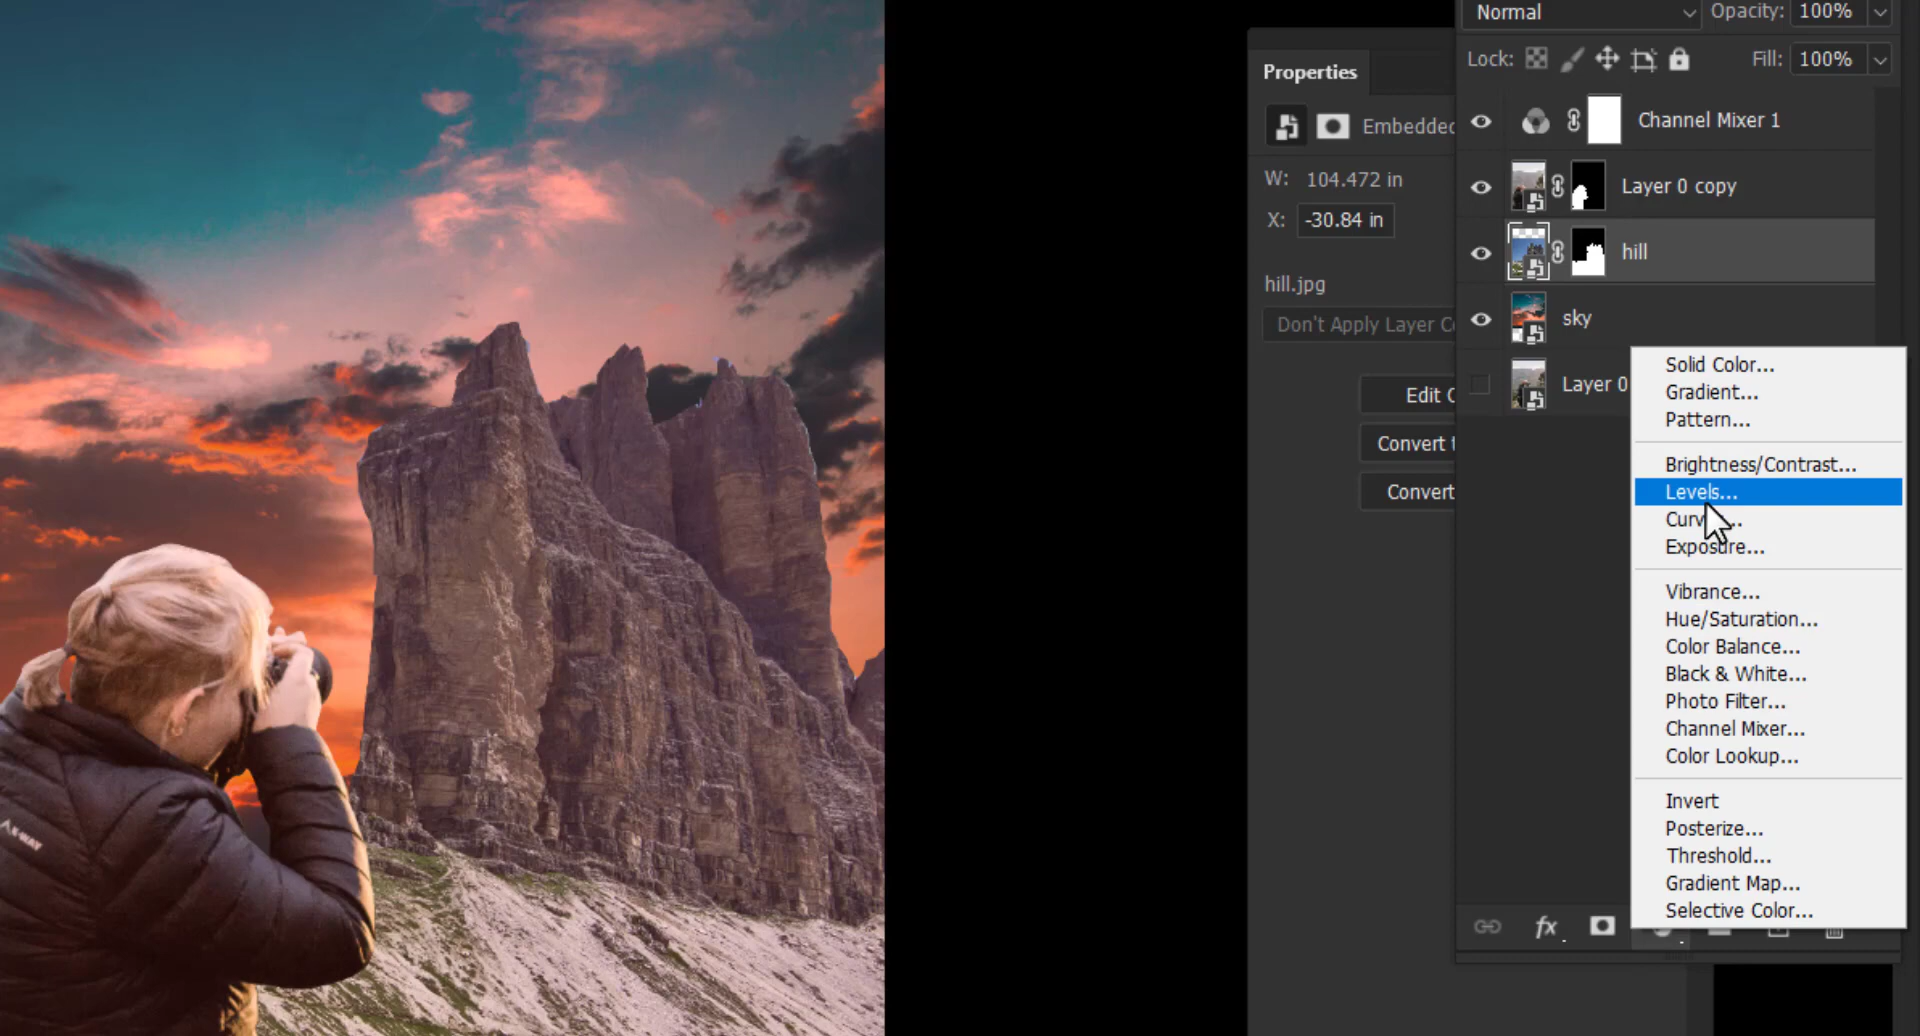 Normal
Opacity: 100%
Lock:
Fill: 100%
Properties
Embedded
W: 104.472 in
X: -30.84 in
hill.jpg
Don't Apply Layer C
Edit C
Convert t
Convert
Channel Mixer 1
Layer 0 copy
hill
sky
Layer 0
Solid Color...
Gradient...
Pattern...
Brightness/Contrast...
Levels...
Curv...
Exposure...
Vibrance...
Hue/Saturation...
Color Balance...
Black & White...
Photo Filter...
Channel Mixer...
Color Lookup...
Invert
Posterize...
Threshold...
Gradient Map...
Selective Color...
fx
K-WAY